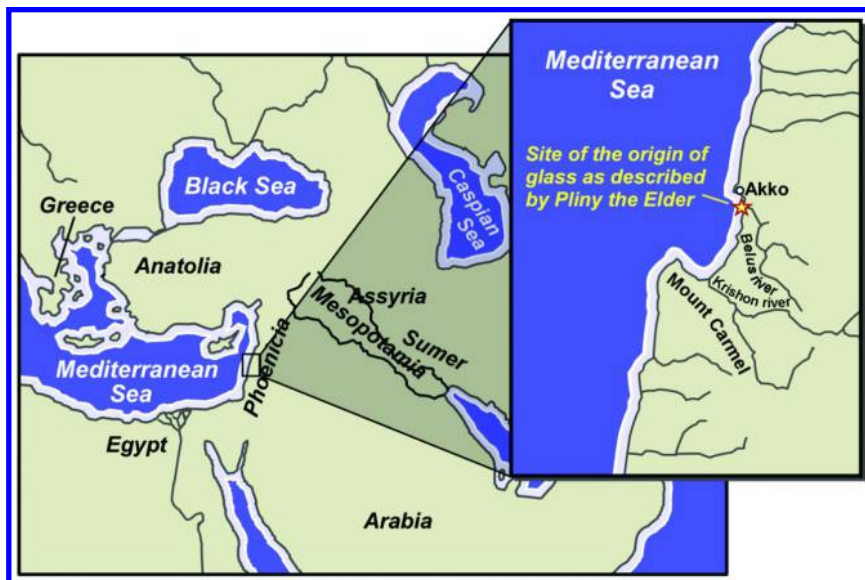 Black Sea
Greece
Anatolia
Caspian
Sea
Assyria
Mesopotamia
Sumer
Phoenicia
Mediterranean
Sea
Egypt
Arabia
Mediterranean
Sea
Site of the origin of
glass as described
by Pliny the Elder
Akko
Belus river
Krishon river
Mount Carmel